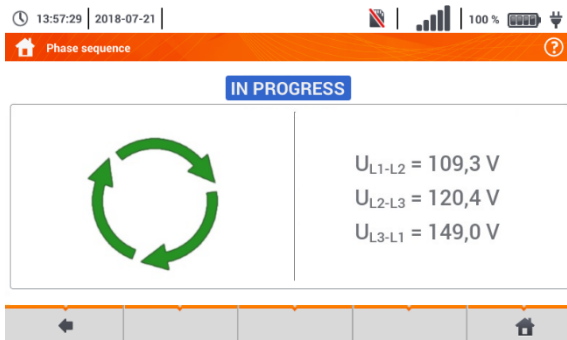 13:57:29 2018-07-21 100 %
Phase sequence ?
IN PROGRESS
UL1-L2 = 109,3 V
UL2-L3 = 120,4 V
UL3-L1 = 149,0 V